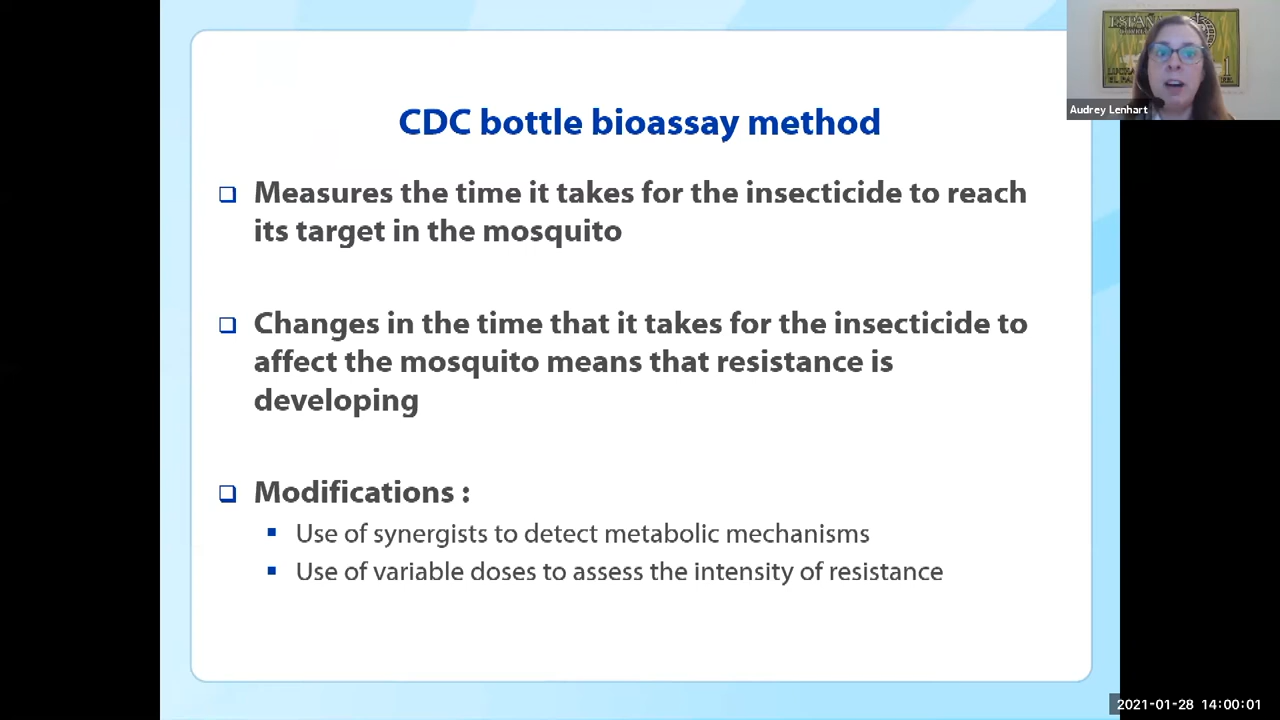 CDC bottle bioassay method
Measures the time it takes for the insecticide to reach
its target in the mosquito
Changes in the time that it takes for the insecticide to
affect the mosquito means that resistance is
developing
Modifications :
Use of synergists to detect metabolic mechanisms
Use of variable doses to assess the intensity of resistance
Audrey Lenhart
2021-01-28 14:00:01